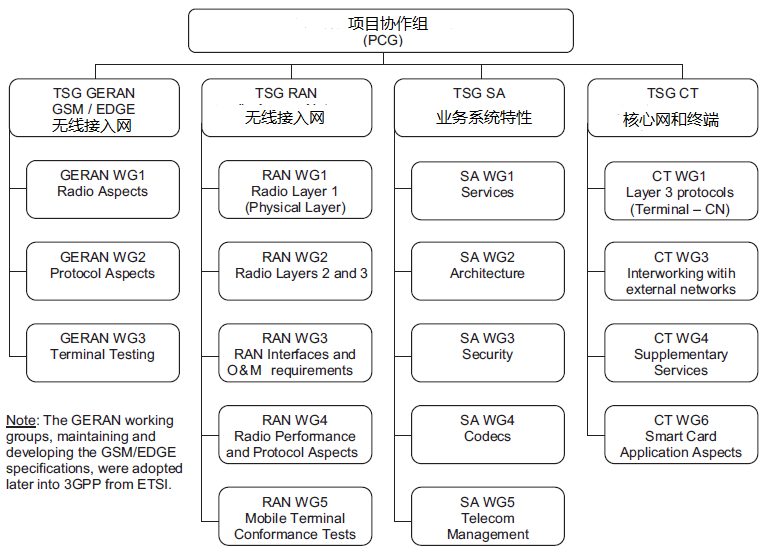 项目协作组
(PCG)
TSG GERAN
GSM / EDGE
无线接入网
GERAN WG1
Radio Aspects
GERAN WG2
Protocol Aspects
GERAN WG3
Terminal Testing
Note: The GERAN working
groups, maintaining and
developing the GSM/EDGE
specifications, were adopted
later into 3GPP from ETSI.
TSG RAN
无线接入网
RAN WG1
Radio Layer 1
(Physical Layer)
RAN WG2
Radio Layers 2 and 3
RAN WG3
RAN Interfaces and
O&M requirements
RAN WG4
Radio Performance
and Protocol Aspects
RAN WG5
Mobile Terminal
Conformance Tests
TSG SA
业务系统特性
SA WG1
Services
SA WG2
Architecture
SA WG3
Security
SA WG4
Codecs
SA WG5
Telecom
Management
TSG CT
核心网和终端
CT WG1
Layer 3 protocols
(Terminal – CN)
CT WG3
Interworking witih
external networks
CT WG4
Supplementary
Services
CT WG6
Smart Card
Application Aspects